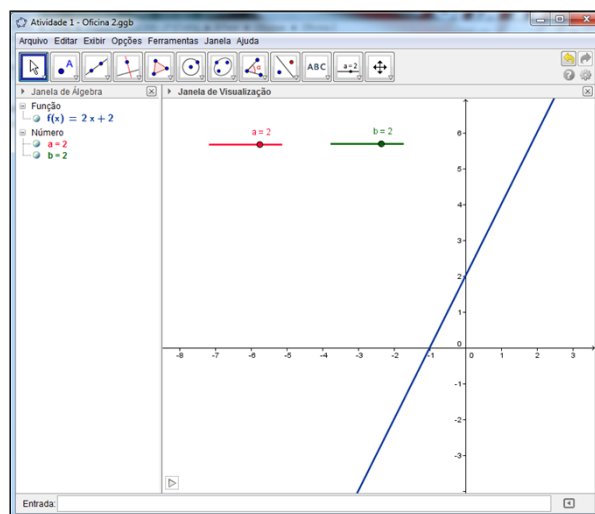 Atividade 1 - Oficina 2.ggb
Arquivo Editar Exibir Opções Ferramentas Janela Ajuda
A
α
ABC
a=2
Janela de Álgebra
Janela de Visualização
Função
f(x) = 2 x + 2
Número
a = 2
b = 2
a = 2
b = 2
6
5
4
3
2
1
0
-8 -7 -6 -5 -4 -3 -2 -1 0 1 2 3
-1
-2
-3
Entrada: